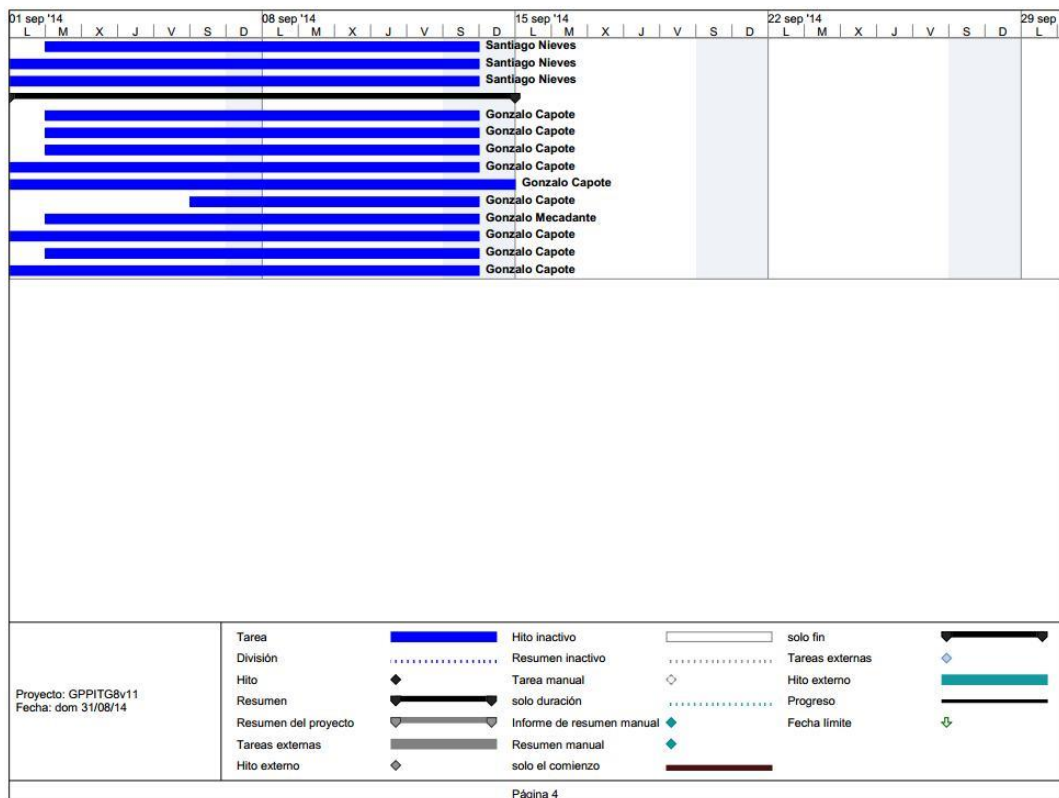 01 sep '14 08 sep '14 15 sep '14 22 sep '14 29 sep
L M X J V S D L M X J V S D L M X J V S D L M X J V S D L
Santiago Nieves
Santiago Nieves
Santiago Nieves
Gonzalo Capote
Gonzalo Capote
Gonzalo Capote
Gonzalo Capote
Gonzalo Capote
Gonzalo Capote
Gonzalo Mecadante
Gonzalo Capote
Gonzalo Capote
Gonzalo Capote
Proyecto: GPPITG8v11
Fecha: dom 31/08/14
Tarea
División
Hito
Resumen
Resumen del proyecto
Tareas externas
Hito externo
Hito inactivo
Resumen inactivo
Tarea manual
solo duración
Informe de resumen manual
Resumen manual
solo el comienzo
solo fin
Tareas externas
Hito externo
Progreso
Fecha límite
Página 4